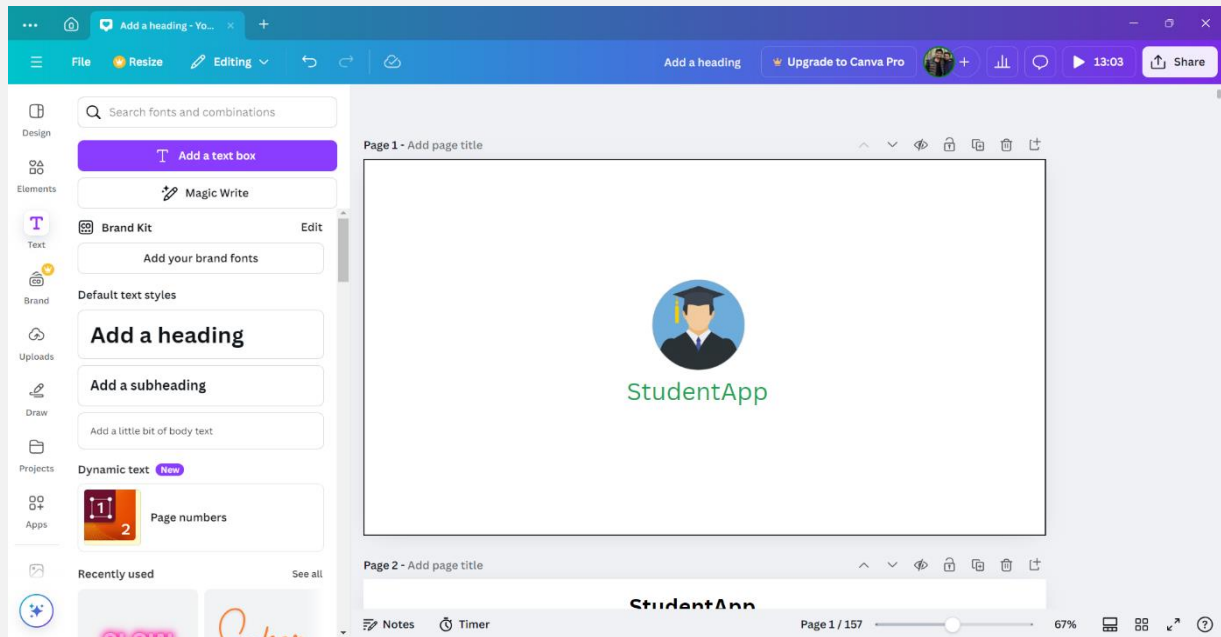 Add a heading - Yo...
File
Resize
Editing
Add a heading
Upgrade to Canva Pro
13:03
Share
Design
Elements
Text
Brand
Uploads
Draw
Projects
Apps
Search fonts and combinations
Add a text box
Magic Write
Brand Kit
Edit
Add your brand fonts
Default text styles
Add a heading
Add a subheading
Add a little bit of body text
Dynamic text New
1
2
Page numbers
Recently used
See all
Page 1 - Add page title
StudentApp
Page 2 - Add page title
StudentApp
Notes
Timer
Page 1 / 157
67%